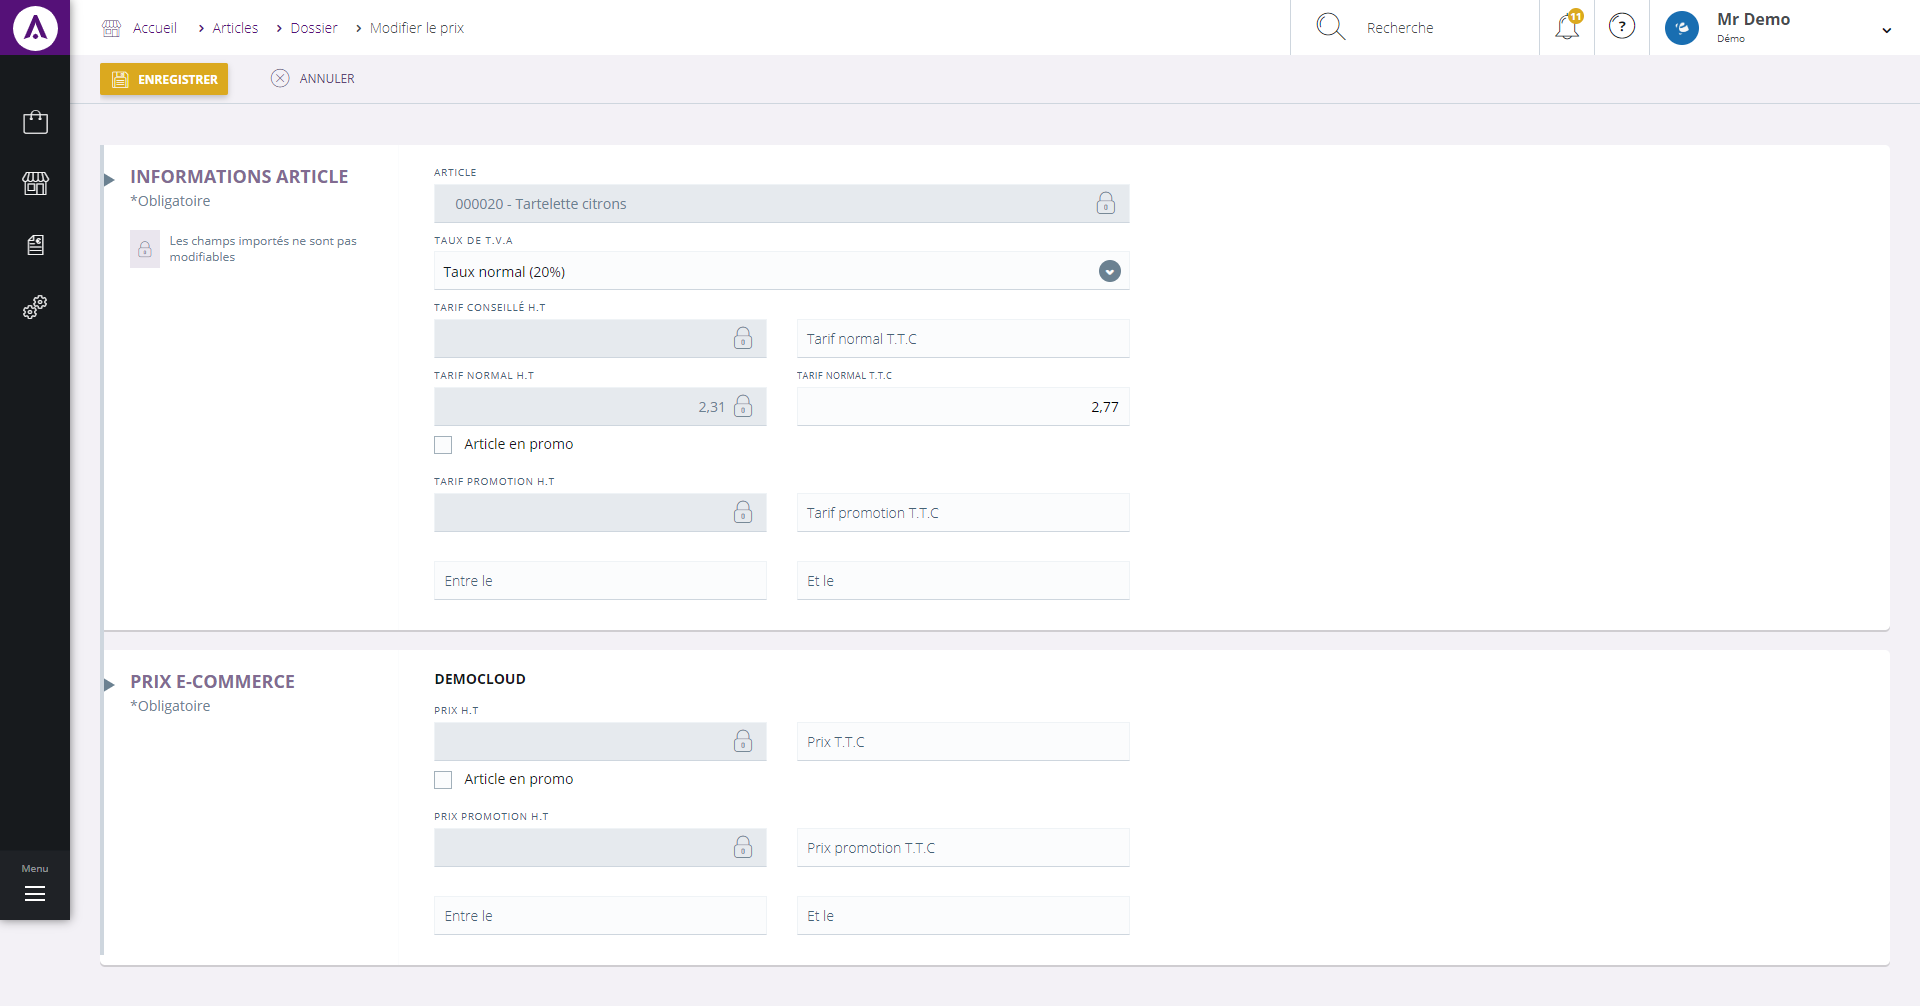 Accueil > Articles > Dossier > Modifier le prix
Recherche
11
?
Mr Demo
Démo
ENREGISTRER
ANNULER
INFORMATIONS ARTICLE
*Obligatoire
Les champs importés ne sont pas
modifiables
ARTICLE
000020 - Tartelette citrons
TAUX DE T.V.A
Taux normal (20%)
TARIF CONSEILLÉ H.T
Tarif normal T.T.C
TARIF NORMAL H.T
TARIF NORMAL T.T.C
2,31
2,77
Article en promo
TARIF PROMOTION H.T
Tarif promotion T.T.C
Entre le
Et le
PRIX E-COMMERCE
*Obligatoire
DEMOCLOUD
PRIX H.T
Prix T.T.C
Article en promo
PRIX PROMOTION H.T
Prix promotion T.T.C
Entre le
Et le
Menu